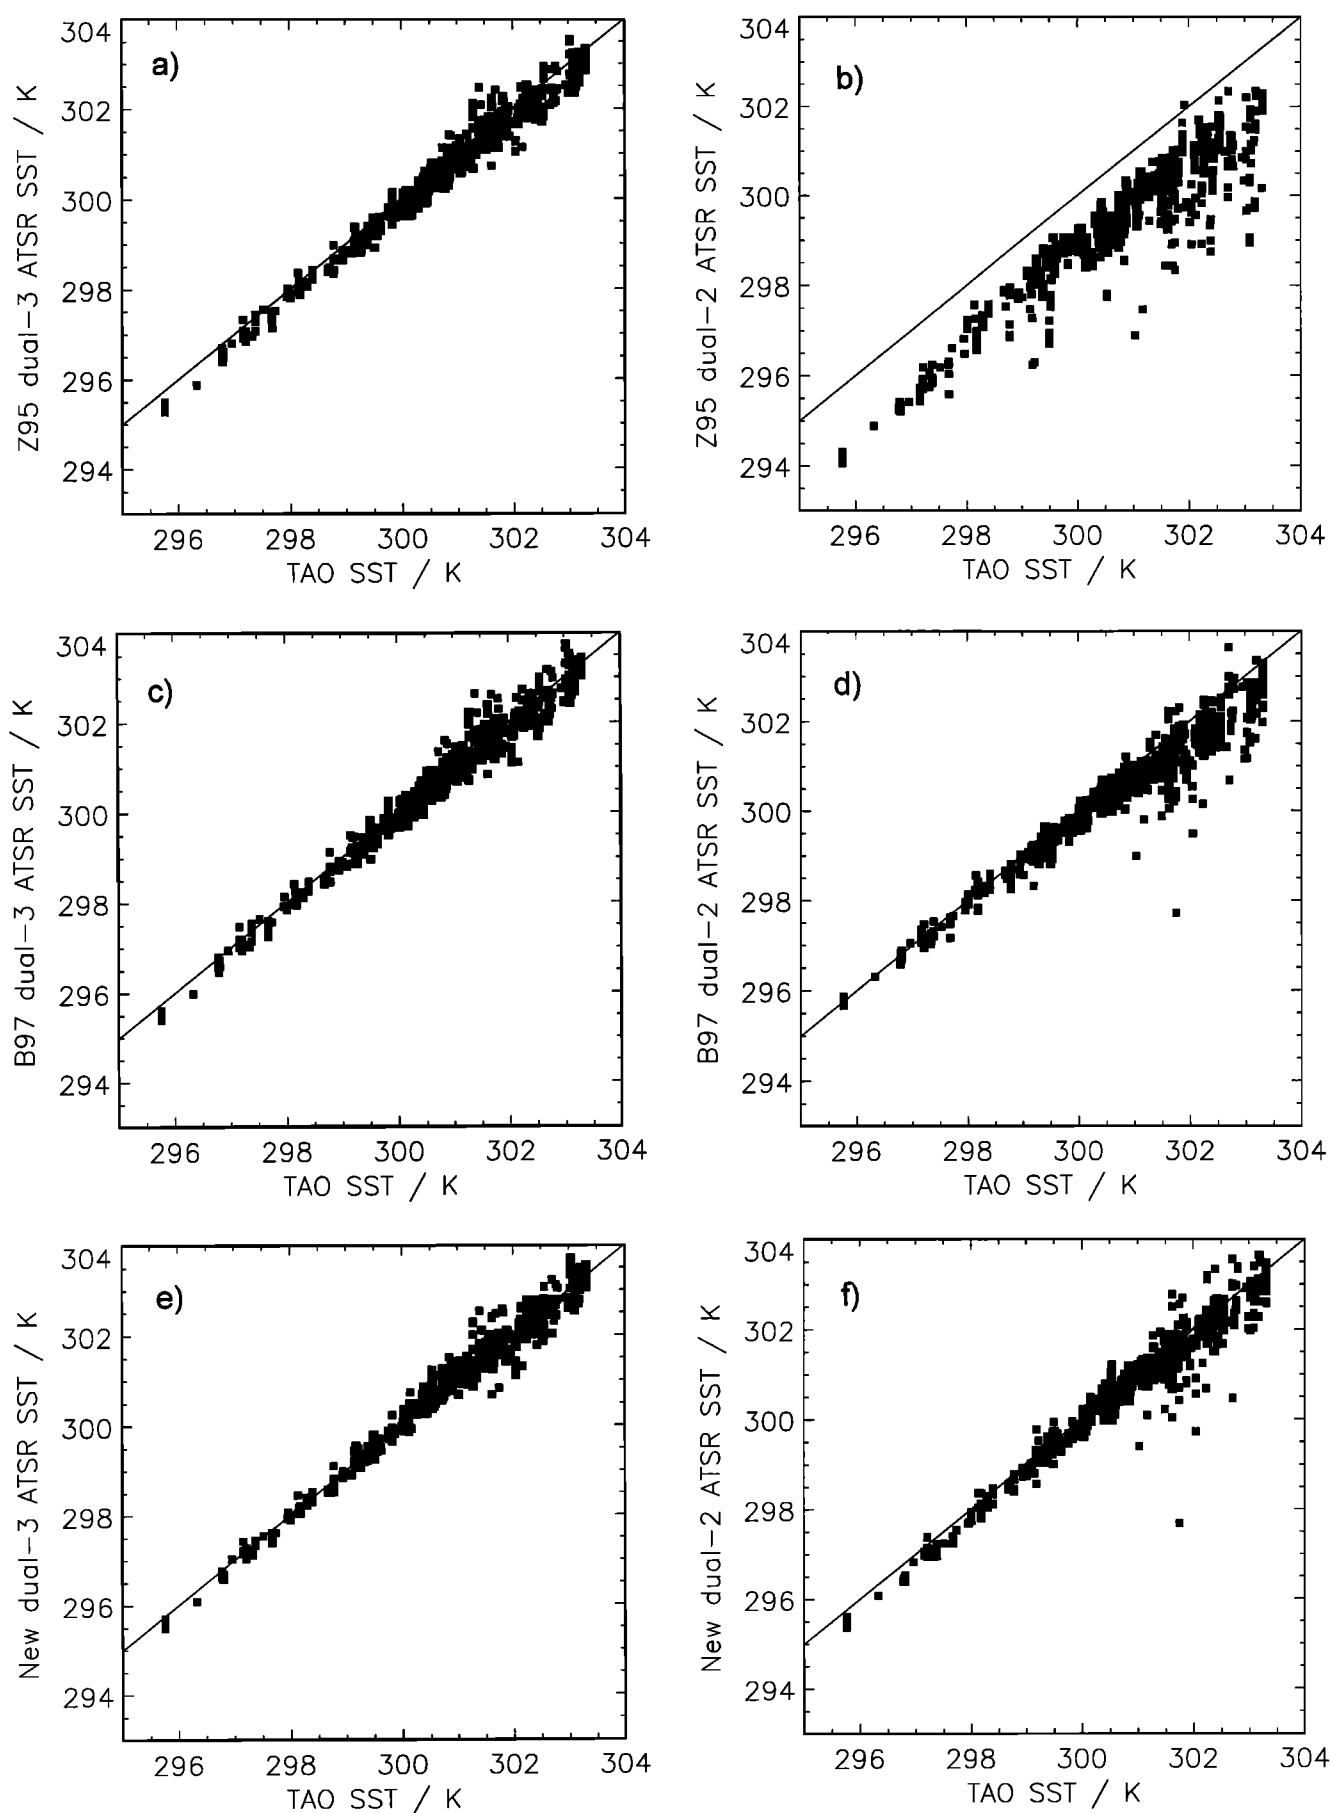 a)
Z95 dual-3 ATSR SST / K
304
302
300
298
296
294
296 298 300 302 304
TAO SST / K
b)
Z95 dual-2 ATSR SST / K
304
302
300
298
296
294
296 298 300 302 304
TAO SST / K
c)
B97 dual-3 ATSR SST / K
304
302
300
298
296
294
296 298 300 302 304
TAO SST / K
d)
B97 dual-2 ATSR SST / K
304
302
300
298
296
294
296 298 300 302 304
TAO SST / K
e)
New dual-3 ATSR SST / K
304
302
300
298
296
294
296 298 300 302 304
TAO SST / K
f)
New dual-2 ATSR SST / K
304
302
300
298
296
294
296 298 300 302 304
TAO SST / K